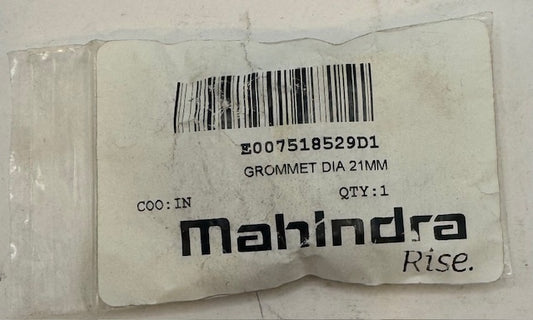 E007518529D1
GROMMET DIA 21MM
COO:IN QTY:1
Mahindra
Rise.